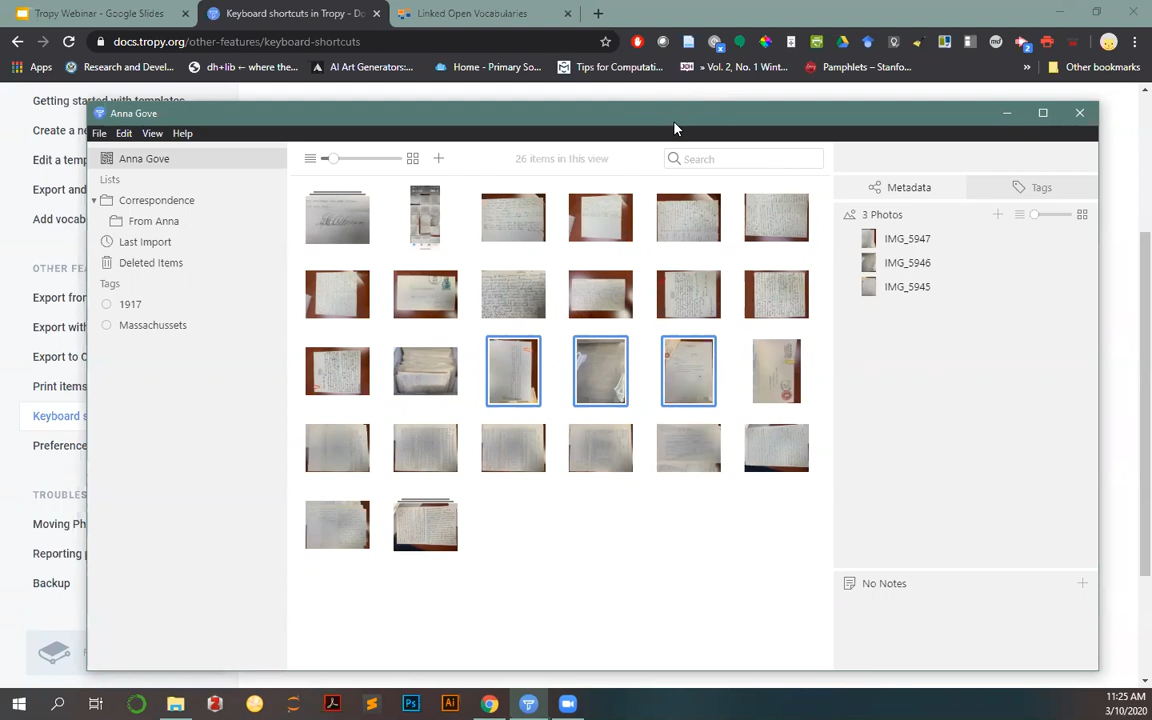 Tropy Webinar - Google Slides
Keyboard shortcuts in Tropy - Do
Linked Open Vocabularies
docs.tropy.org/other-features/keyboard-shortcuts
Apps
Research and Devel...
dh+lib ← where the...
AI Art Generators:...
Home - Primary So...
Tips for Computati...
» Vol. 2, No. 1 Wint...
Pamphlets – Stanfo...
»
Other bookmarks
Getting started with templates
Create a ne
Edit a temp
Export and
Add vocab
OTHER FEA
Export from
Export with
Export to C
Print items
Keyboard s
Preference
TROUBLES
Moving Ph
Reporting p
Backup
Anna Gove
File Edit View Help
Anna Gove
Lists
Correspondence
From Anna
Last Import
Deleted Items
Tags
1917
Massachussets
26 items in this view
Search
Metadata
Tags
3 Photos
IMG_5947
IMG_5946
IMG_5945
No Notes
11:25 AM
3/10/2020